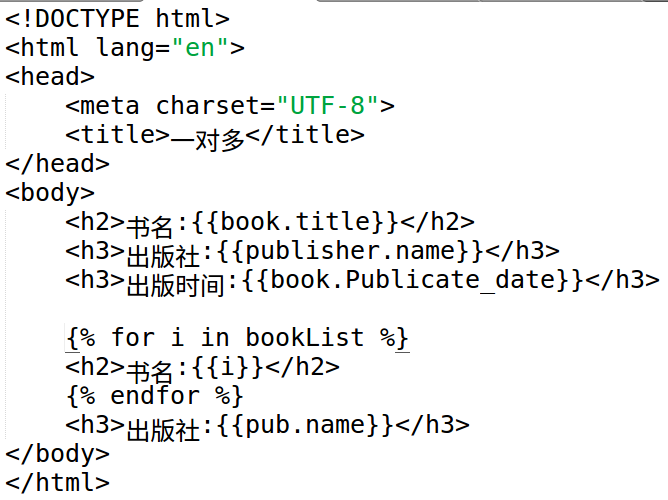 <!DOCTYPE html>
<html lang="en">
<head>
    <meta charset="UTF-8">
    <title>一对多</title>
</head>
<body>
    <h2>书名:{{book.title}}</h2>
    <h3>出版社:{{publisher.name}}</h3>
    <h3>出版时间:{{book.Publicate_date}}</h3>

    {% for i in bookList %}
    <h2>书名:{{i}}</h2>
    {% endfor %}
    <h3>出版社:{{pub.name}}</h3>
</body>
</html>